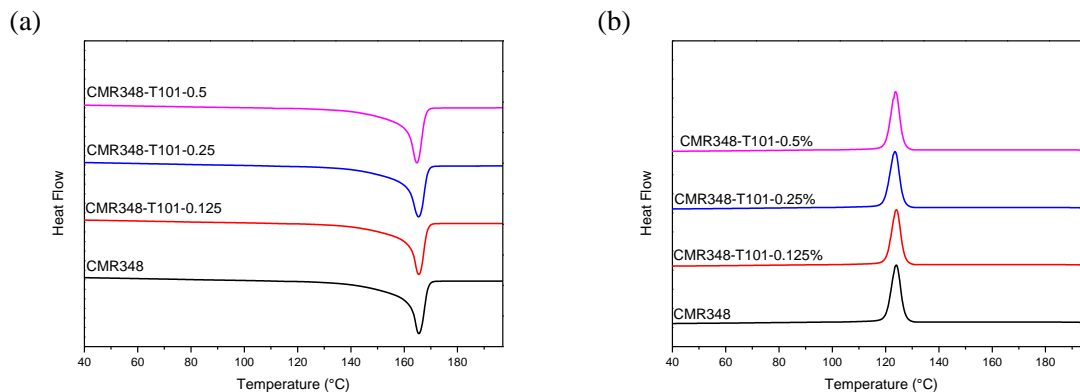 (a)
CMR348-T101-0.5
CMR348-T101-0.25
CMR348-T101-0.125
CMR348
Heat Flow
40 60 80 100 120 140 160 180
Temperature (°C)
(b)
CMR348-T101-0.5%
CMR348-T101-0.25%
CMR348-T101-0.125%
CMR348
Heat Flow
40 60 80 100 120 140 160 180
Temperature (°C)